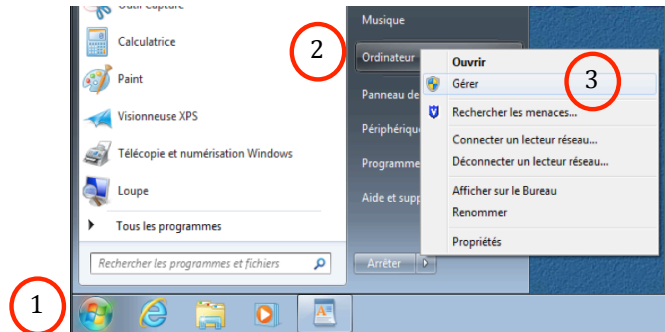 Outil Capture
Calculatrice
Paint
Visionneuse XPS
Télécopie et numérisation Windows
Loupe
Tous les programmes
Rechercher les programmes et fichiers
Musique
2
Ordinateur
Panneau de
Périphérique
Programme
Aide et supp
Arrêter
Ouvrir
Gérer
3
Rechercher les menaces...
Connecter un lecteur réseau...
Déconnecter un lecteur réseau...
Afficher sur le Bureau
Renommer
Propriétés
1